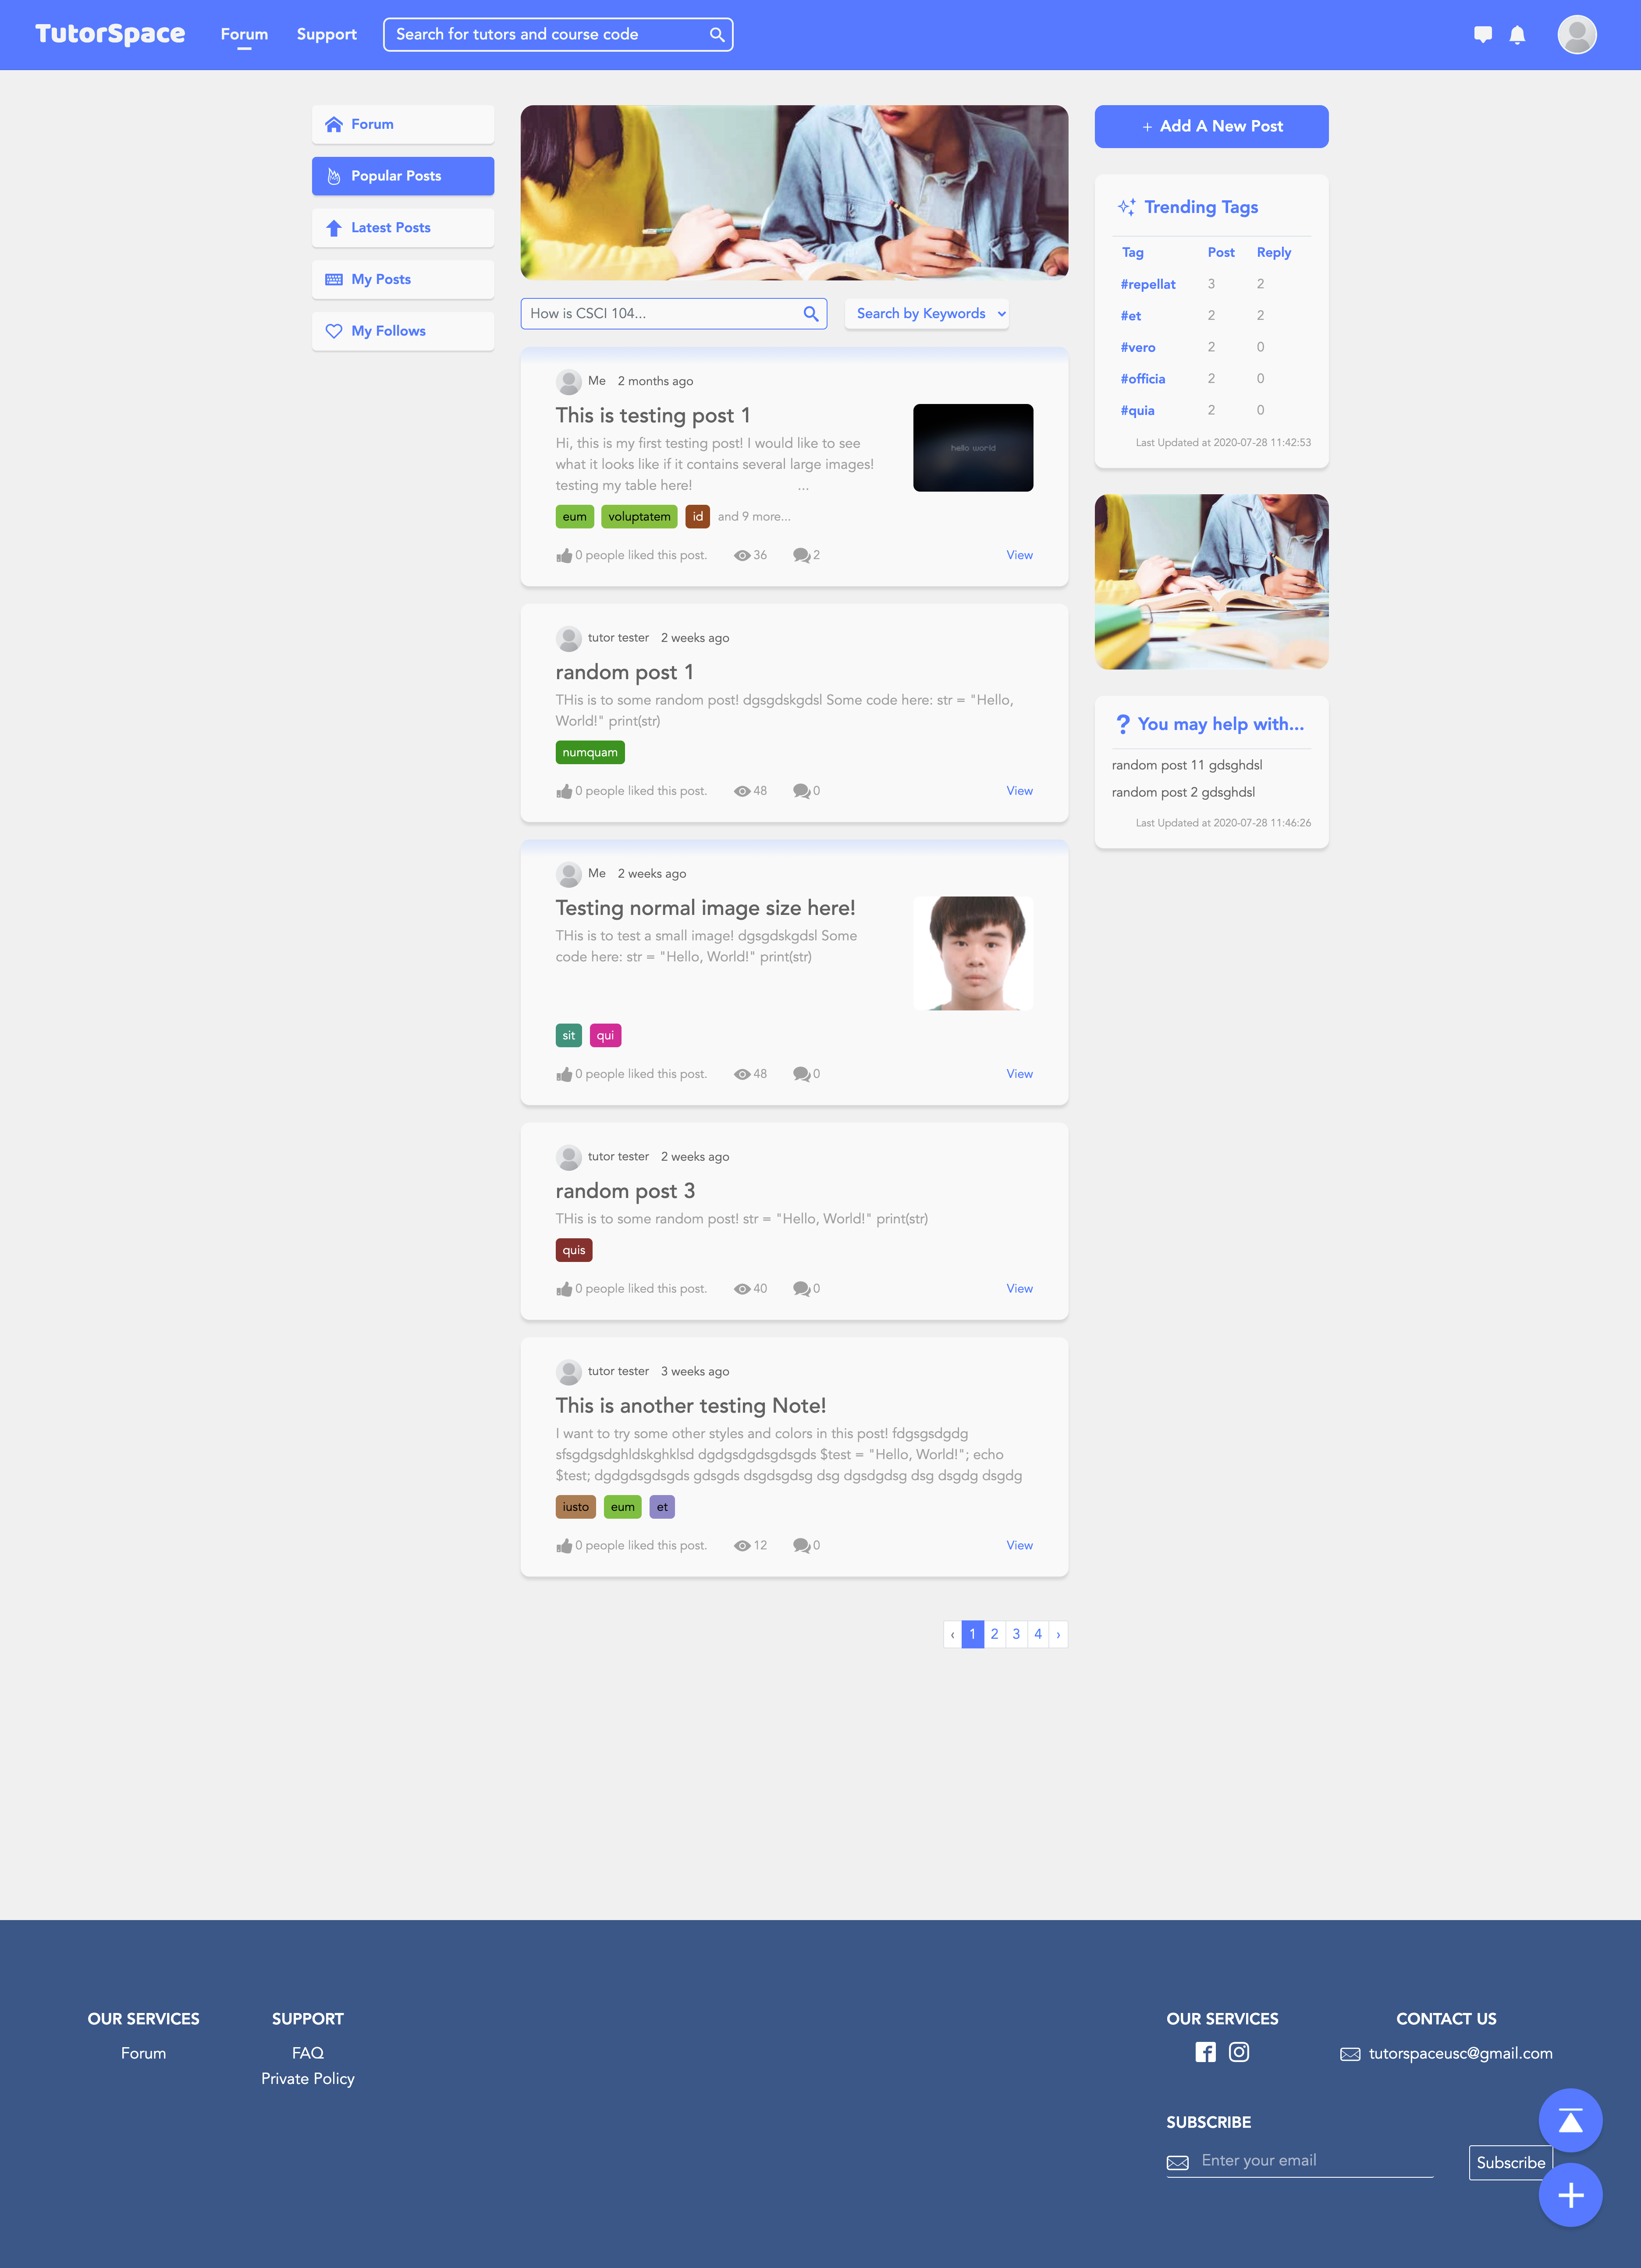 TutorSpace
Forum
Support
Search for tutors and course code
Forum
Popular Posts
Latest Posts
My Posts
My Follows
How is CSCI 104...
Search by Keywords
Me 2 months ago
This is testing post 1
Hi, this is my first testing post! I would like to see
what it looks like if it contains several large images!
testing my table here! ...
hello world
eum voluptatem id and 9 more...
0 people liked this post. 36 2 View
tutor tester 2 weeks ago
random post 1
THis is to some random post! dgsgdskgdsl Some code here: str = "Hello,
World!" print(str)
numquam
0 people liked this post. 48 0 View
Me 2 weeks ago
Testing normal image size here!
THis is to test a small image! dgsgdskgdsl Some
code here: str = "Hello, World!" print(str)
sit qui
0 people liked this post. 48 0 View
tutor tester 2 weeks ago
random post 3
THis is to some random post! str = "Hello, World!" print(str)
quis
0 people liked this post. 40 0 View
tutor tester 3 weeks ago
This is another testing Note!
I want to try some other styles and colors in this post! fdgsgsdgdg
sfsgdgsdghldskghklsd dgdgsdgdsgdsgds $test = "Hello, World!"; echo
$test; dgdgdsgdsgds gdsgds dsgdsgdsg dsg dgsdgdsg dsg dsgdg dsgdg
iusto eum et
0 people liked this post. 12 0 View
‹ 1 2 3 4 ›
+ Add A New Post
Trending Tags
Tag Post Reply
#repellat 3 2
#et 2 2
#vero 2 0
#officia 2 0
#quia 2 0
Last Updated at 2020-07-28 11:42:53
? You may help with...
random post 11 gdsghdsl
random post 2 gdsghdsl
Last Updated at 2020-07-28 11:46:26
OUR SERVICES
Forum
SUPPORT
FAQ
Private Policy
OUR SERVICES
CONTACT US
tutorspaceusc@gmail.com
SUBSCRIBE
Enter your email
Subscribe